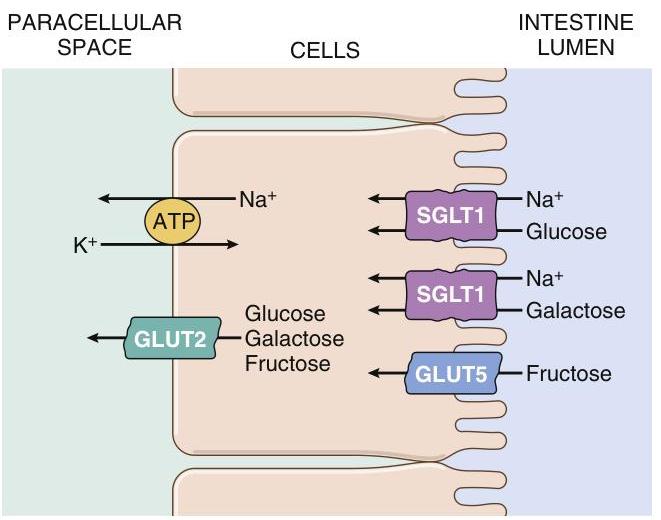 PARACELLULAR
SPACE
CELLS
INTESTINE
LUMEN
Na⁺
ATP
K⁺
GLUT2
Glucose
Galactose
Fructose
SGLT1
Na⁺
Glucose
SGLT1
Na⁺
Galactose
GLUT5
Fructose